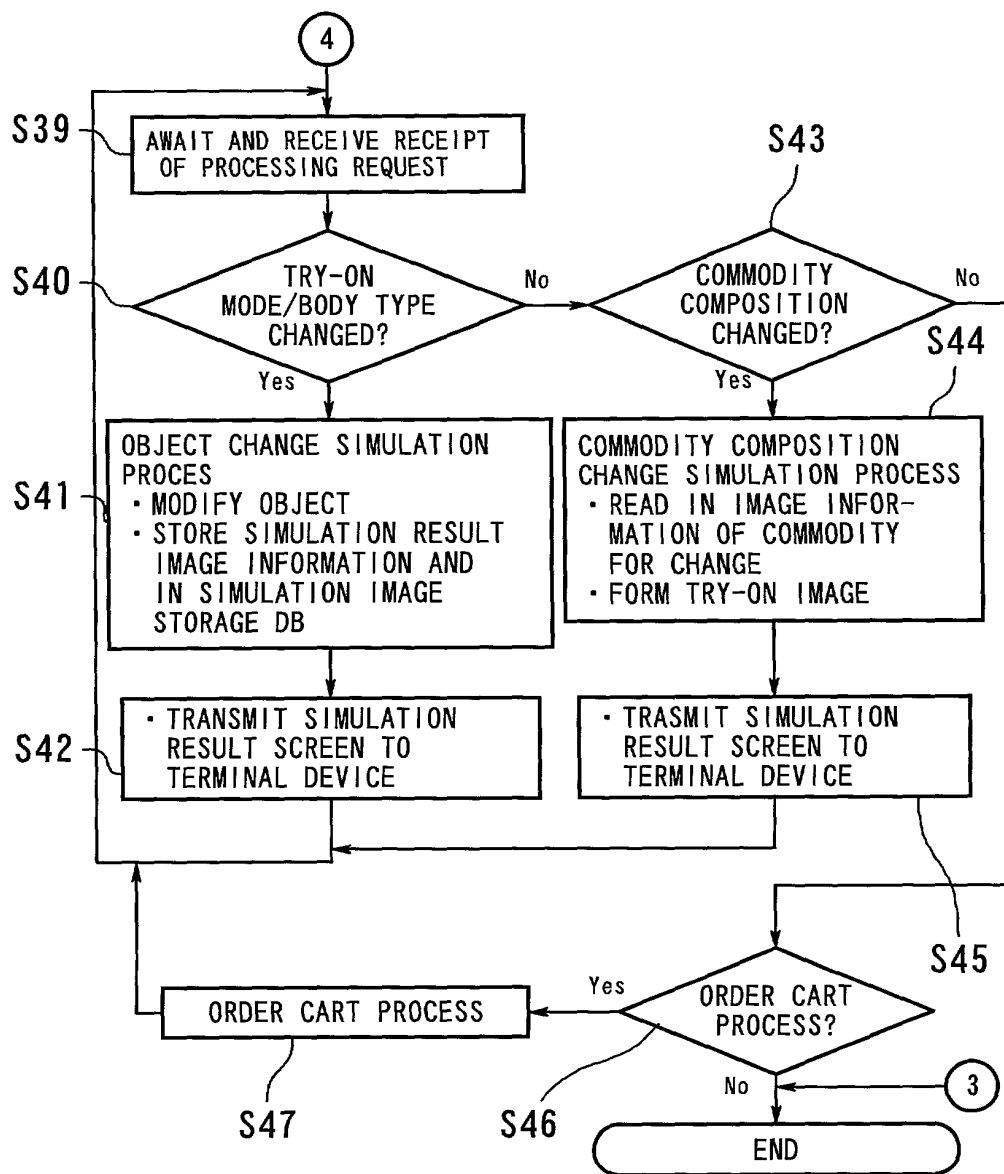 4
S39
AWAIT AND RECEIVE RECEIPT
OF PROCESSING REQUEST
S43
S40
TRY-ON
MODE/BODY TYPE
CHANGED?
No
Yes
COMMODITY
COMPOSITION
CHANGED?
No
Yes
S44
S41
OBJECT CHANGE SIMULATION
PROCES
· MODIFY OBJECT
· STORE SIMULATION RESULT
IMAGE INFORMATION AND
IN SIMULATION IMAGE
STORAGE DB
COMMODITY COMPOSITION
CHANGE SIMULATION PROCESS
· READ IN IMAGE INFOR-
MATION OF COMMODITY
FOR CHANGE
· FORM TRY-ON IMAGE
S42
· TRANSMIT SIMULATION
RESULT SCREEN TO
TERMINAL DEVICE
· TRASMIT SIMULATION
RESULT SCREEN TO
TERMINAL DEVICE
S45
ORDER CART PROCESS
S47
Yes
ORDER CART
PROCESS?
S46
No
3
END